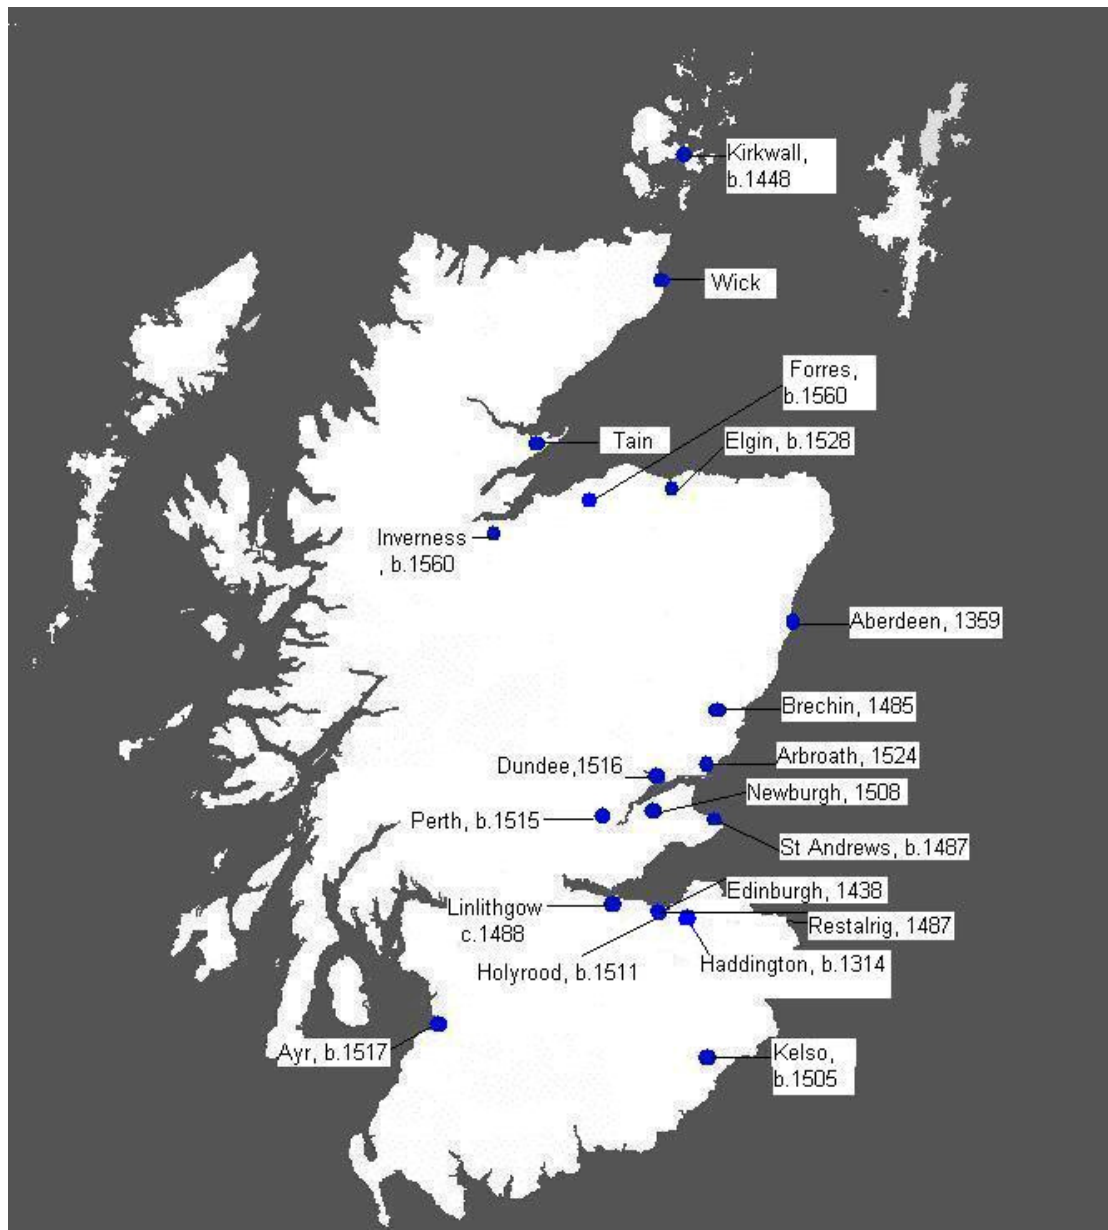 Kirkwall,
b.1448
Wick
Forres,
b.1560
Tain
Elgin, b.1528
Inverness
, b.1560
Aberdeen, 1359
Brechin, 1485
Arbroath, 1524
Dundee,1516
Newburgh, 1508
Perth, b.1515
St Andrews, b.1487
Edinburgh, 1438
Linlithgow
c.1488
Restalrig, 1487
Holyrood, b.1511
Haddington, b.1314
Ayr, b.1517
Kelso,
b.1505